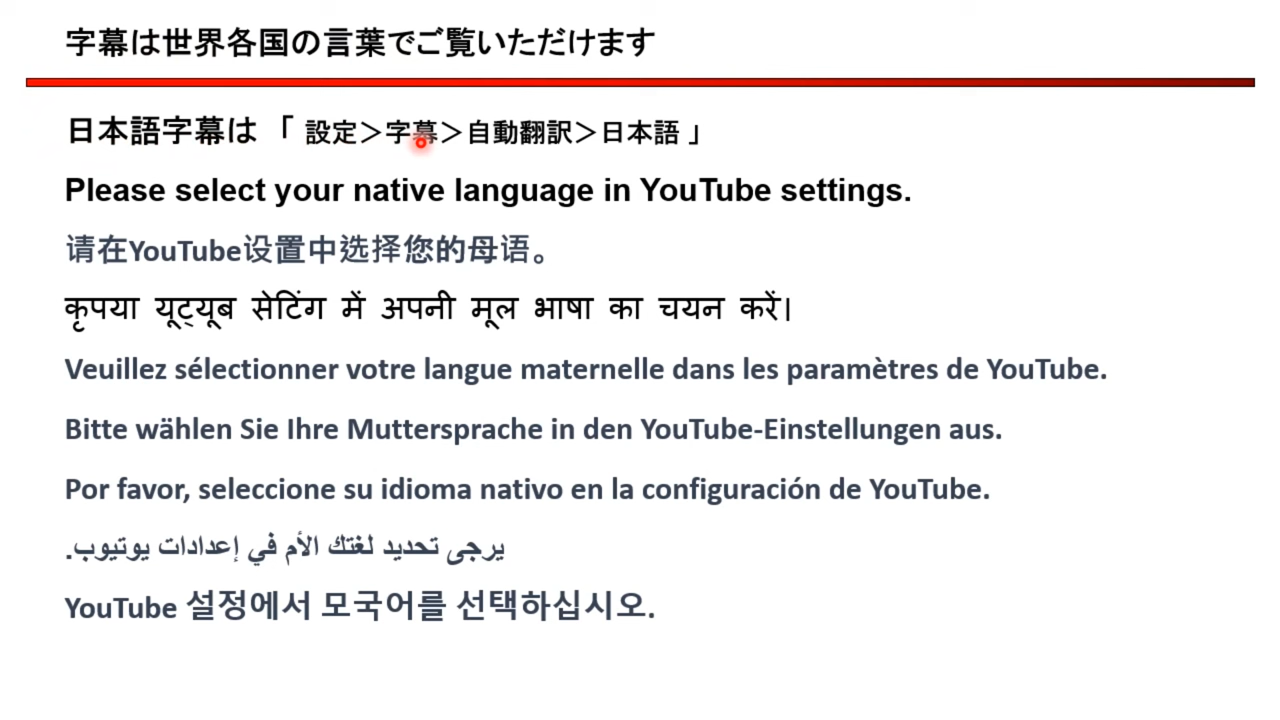 字幕は世界各国の言葉でご覧いただけます
日本語字幕は 「 設定＞字幕＞自動翻訳＞日本語 」
Please select your native language in YouTube settings.
请在YouTube设置中选择您的母语。
कृपया यूट्यूब सेटिंग में अपनी मूल भाषा का चयन करें।
Veuillez sélectionner votre langue maternelle dans les paramètres de YouTube.
Bitte wählen Sie Ihre Muttersprache in den YouTube-Einstellungen aus.
Por favor, seleccione su idioma nativo en la configuración de YouTube.
يرجى تحديد لغتك الأم في إعدادات يوتيوب.
YouTube 설정에서 모국어를 선택하십시오.